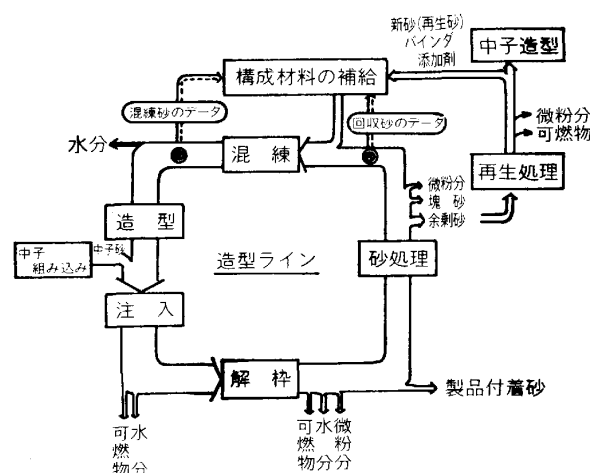 新砂(再生砂)
バインダ
添加剤
中子造型
構成材料の補給
混練砂のデータ
回収砂のデータ
微粉分
可燃物
水分
混練
再生処理
微粉分
塊砂
余剰砂
造型
中子砂
中子
組み込み
造型ライン
砂処理
注入
解枠
製品付着砂
可燃物
水分
可燃物
水分
微粉分